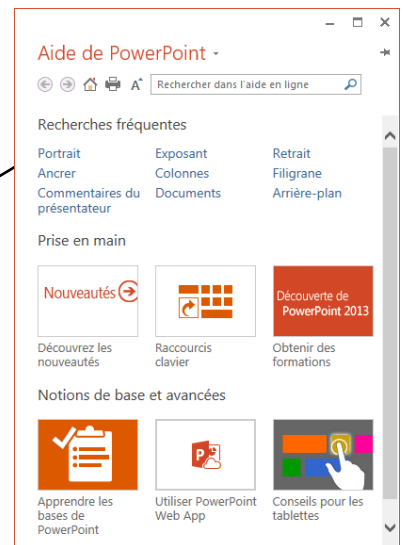 Aide de PowerPoint
Rechercher dans l'aide en ligne
Recherches fréquentes
Portrait Exposant Retrait
Ancrer Colonnes Filigrane
Commentaires du Documents Arrière-plan
présentateur
Prise en main
Nouveautés
Découverte de
PowerPoint 2013
Découvrez les Raccourcis Obtenir des
nouveautés clavier formations
Notions de base et avancées
Apprendre les Utiliser PowerPoint Conseils pour les
bases de Web App tablettes
PowerPoint